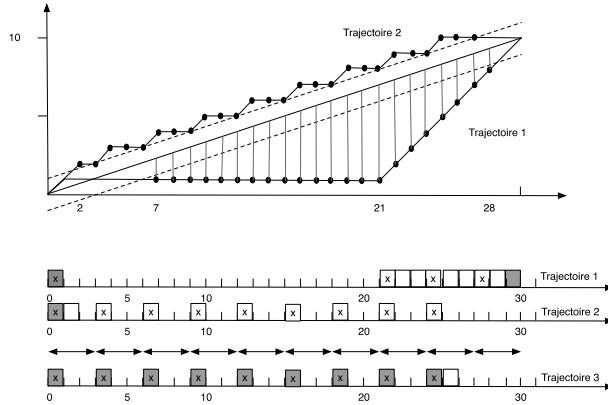 Trajectoire 2
10
Trajectoire 1
2 7 21 28
x x x x Trajectoire 1
0 5 10 20 30
x x x x x x x x x Trajectoire 2
0 5 10 20 30
x x x x x x x x x Trajectoire 3
0 5 10 20 30